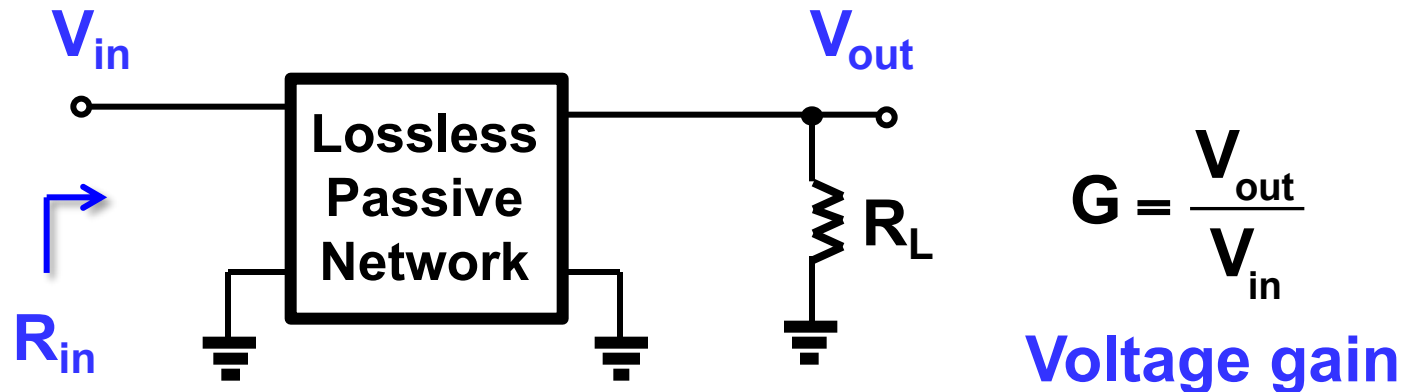 Vin
Vout
Lossless
Passive
Network
RL
Rin
G = Vout
Vin
Voltage gain